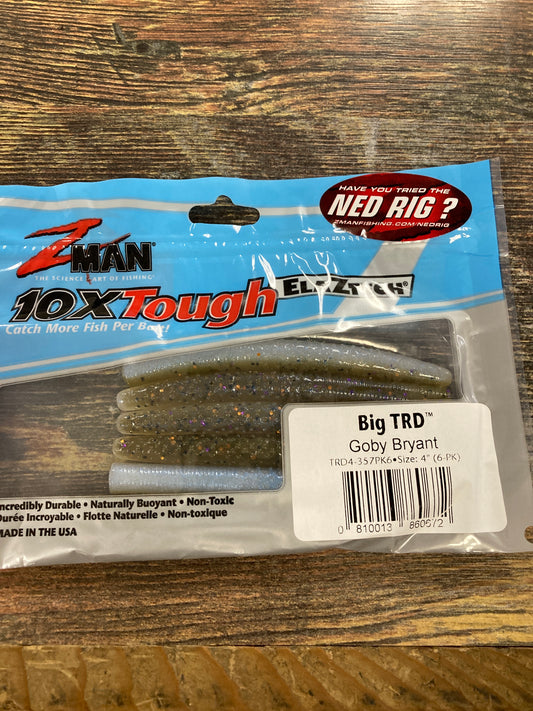 HAVE YOU TRIED THE
NED RIG ?
ZMANFISHING.COM/NEDRIG
ZMAN®
THE SCIENCE & ART OF FISHING.®
10X Tough ELAZTECH®
Catch More Fish Per Bait!
Big TRD™
Goby Bryant
TRD4-357PK6•Size: 4" (6-PK)
0 810013 860672
Incredibly Durable • Naturally Buoyant • Non-Toxic
Durée Incroyable • Flotte Naturelle • Non-toxique
MADE IN THE USA